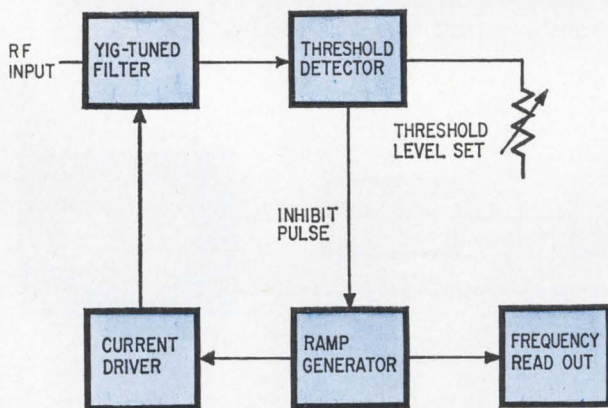 RF
INPUT
YIG-TUNED
FILTER
THRESHOLD
DETECTOR
THRESHOLD
LEVEL SET
INHIBIT
PULSE
CURRENT
DRIVER
RAMP
GENERATOR
FREQUENCY
READ OUT